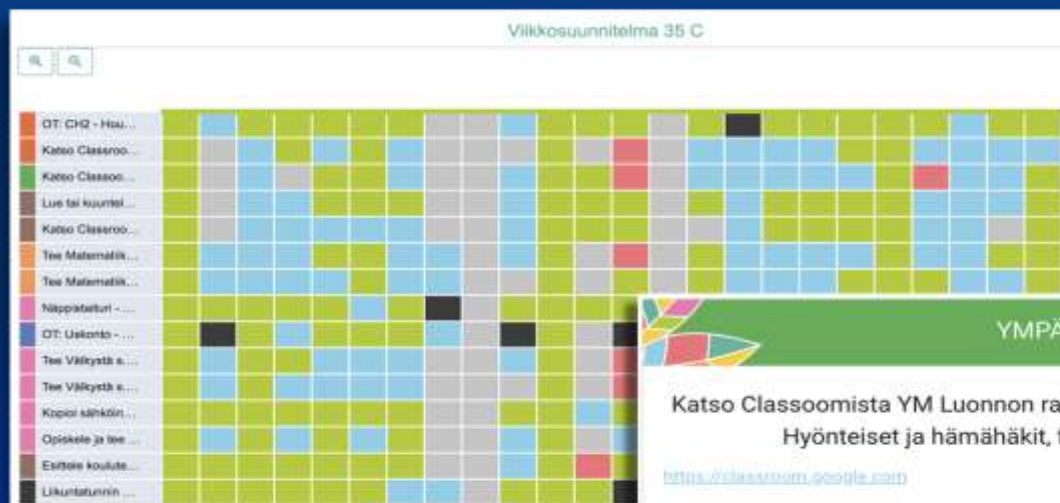 Viikkosuunnitelma 35 C
OT: CH2 - Hou...
Katso Classroo...
Katso Classoo...
Lue tai kuuntel...
Katso Classroo...
Tee Matematiik...
Tee Matematiik...
Näppistaituri - ...
OT: Uskonto - ...
Tee Välkystä s...
Tee Välkystä s...
Kopioi sähköin...
Opiskele ja tee ...
Esittele koulute...
Liikuntatunnin ...
YMPÄ
Katso Classoomista YM Luonnon ra
Hyönteiset ja hämähäkit, t
https://classroom.google.com